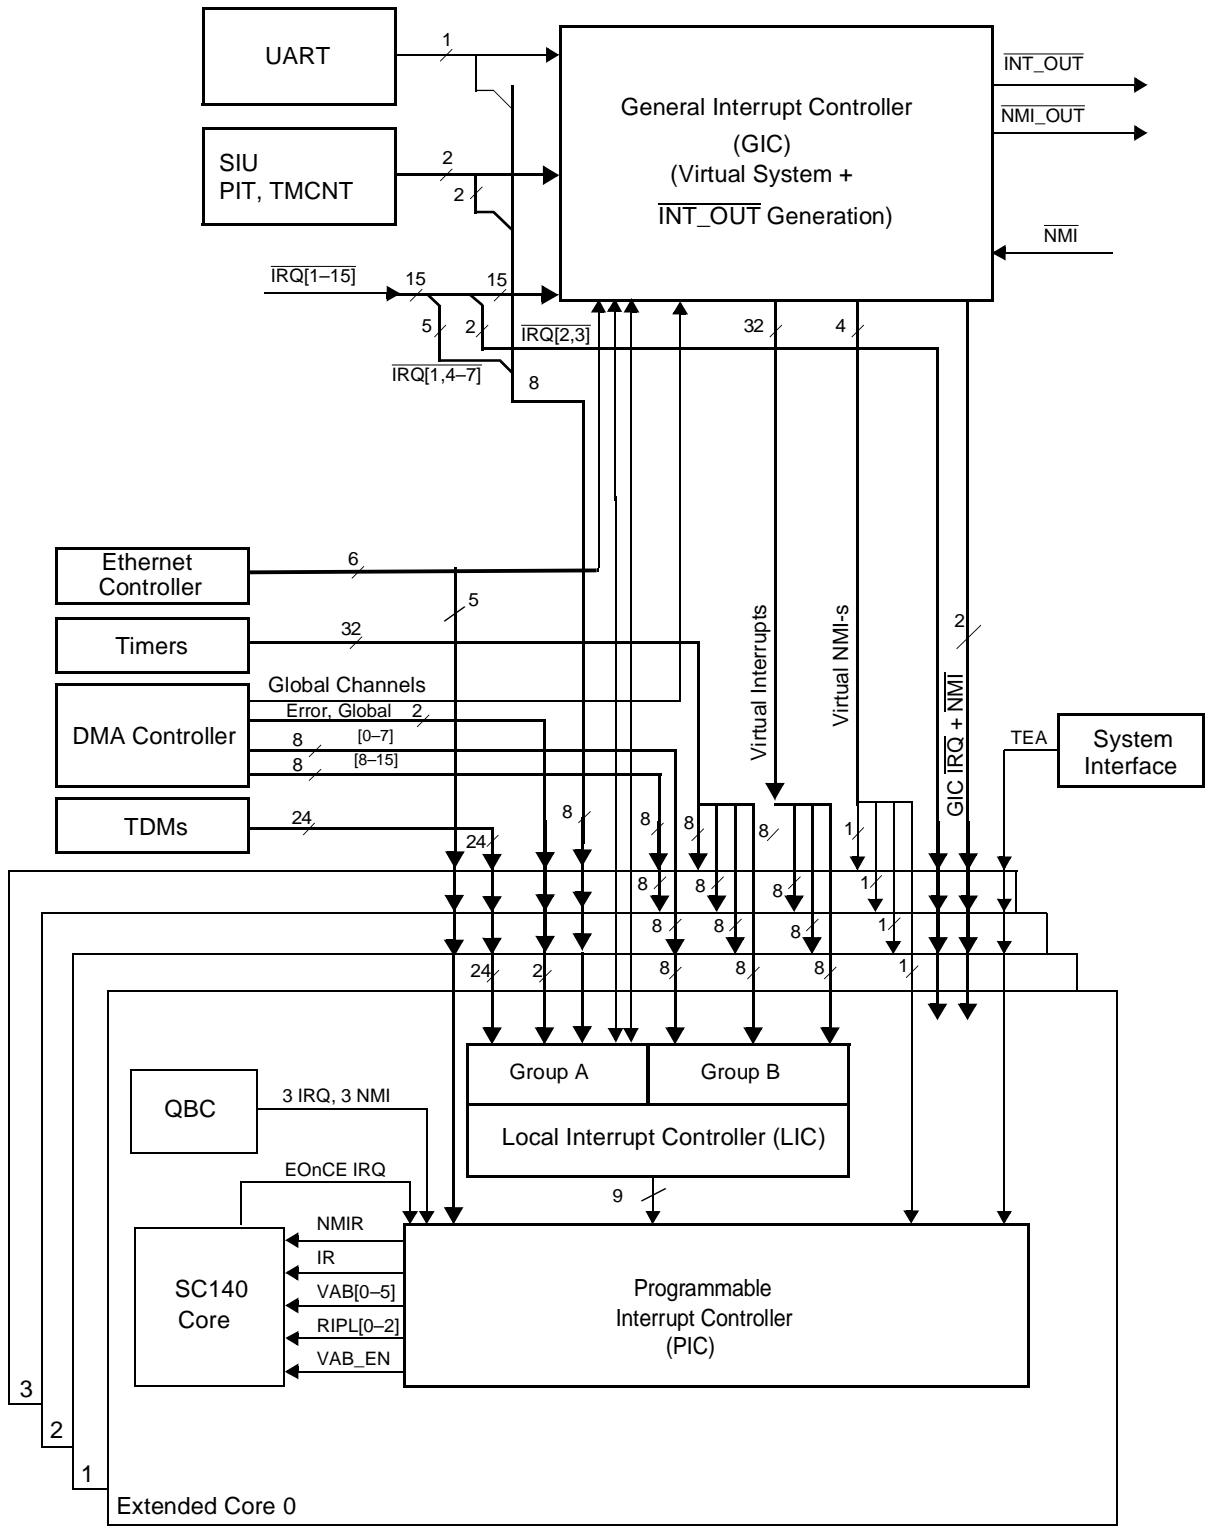 UART
1
General Interrupt Controller
(GIC)
(Virtual System +
INT_OUT Generation)
INT_OUT
NMI_OUT
NMI
SIU
PIT, TMCNT
2
2
IRQ[1–15]
15
15
5
2
IRQ[2,3]
IRQ[1,4–7]
8
32
4
Ethernet
Controller
6
5
Timers
32
DMA Controller
Global Channels
Error, Global
2
8
[0–7]
8
[8–15]
TDMs
24
24
Virtual Interrupts
Virtual NMI-s
2
GIC IRQ + NMI
TEA
System
Interface
8
8
8
8
1
8
8
8
1
8
8
8
1
24
2
8
8
8
1
Group A
Group B
Local Interrupt Controller (LIC)
QBC
3 IRQ, 3 NMI
EOnCE IRQ
9
SC140
Core
NMIR
IR
VAB[0–5]
RIPL[0–2]
VAB_EN
Programmable
Interrupt Controller
(PIC)
3
2
1
Extended Core 0